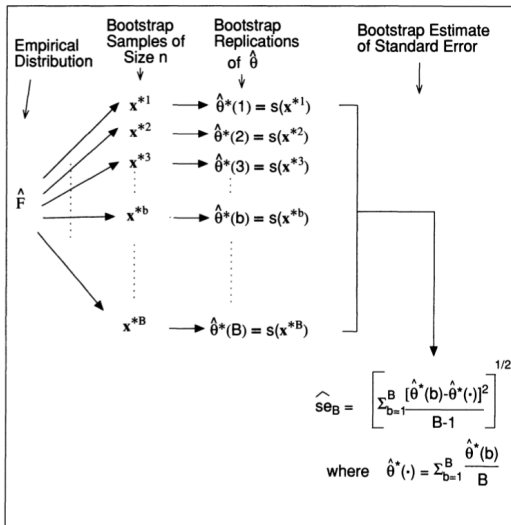 Empirical
Distribution
Bootstrap
Samples of
Size n
Bootstrap
Replications
of θ̂
Bootstrap Estimate
of Standard Error
F̂
x*1 θ̂*(1) = s(x*1)
x*2 θ̂*(2) = s(x*2)
x*3 θ̂*(3) = s(x*3)
x*b θ̂*(b) = s(x*b)
x*B θ̂*(B) = s(x*B)
ŝe_B = [Σ_{b=1}^{B} [θ̂*(b)-θ̂*(·)]² / B-1]^{1/2}
where θ̂*(·) = Σ_{b=1}^{B} θ̂*(b) / B